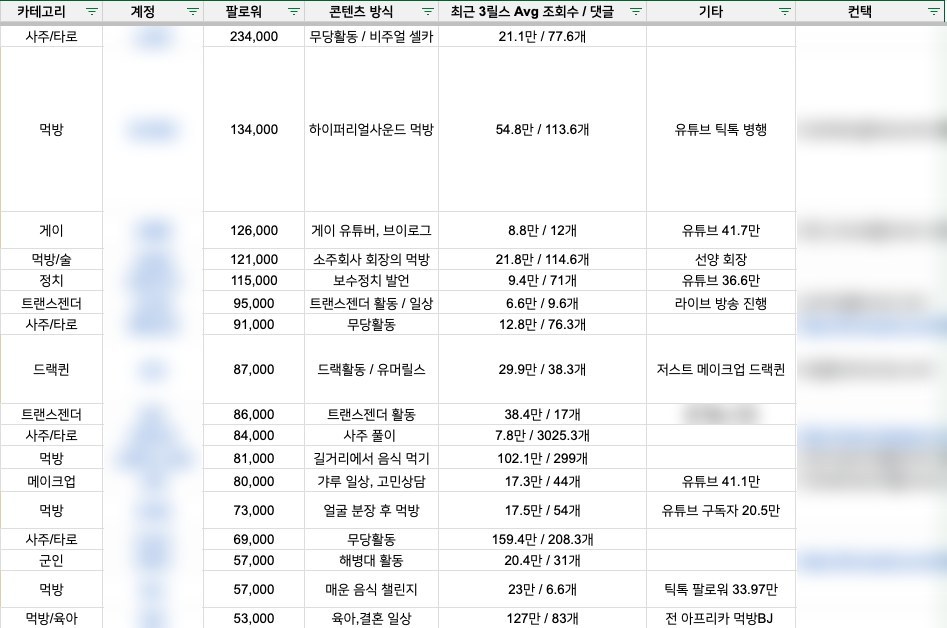 카테고리 계정 팔로워 콘텐츠 방식 최근 3릴스 Avg 조회수 / 댓글 기타 컨택
사주/타로 234,000 무당활동 / 비주얼 셀카 21.1만 / 77.6개
먹방 134,000 하이퍼리얼사운드 먹방 54.8만 / 113.6개 유튜브 틱톡 병행
게이 126,000 게이 유튜버, 브이로그 8.8만 / 12개 유튜브 41.7만
먹방/술 121,000 소주회사 회장의 먹방 21.8만 / 114.6개 선양 회장
정치 115,000 보수정치 발언 9.4만 / 71개 유튜브 36.6만
트랜스젠더 95,000 트랜스젠더 활동 / 일상 6.6만 / 9.6개 라이브 방송 진행
사주/타로 91,000 무당활동 12.8만 / 76.3개
드랙퀸 87,000 드랙활동 / 유머릴스 29.9만 / 38.3개 저스트 메이크업 드랙퀸
트랜스젠더 86,000 트랜스젠더 활동 38.4만 / 17개
사주/타로 84,000 사주 풀이 7.8만 / 3025.3개
먹방 81,000 길거리에서 음식 먹기 102.1만 / 299개
메이크업 80,000 갸루 일상, 고민상담 17.3만 / 44개 유튜브 41.1만
먹방 73,000 얼굴 분장 후 먹방 17.5만 / 54개 유튜브 구독자 20.5만
사주/타로 69,000 무당활동 159.4만 / 208.3개
군인 57,000 해병대 활동 20.4만 / 31개
먹방 57,000 매운 음식 챌린지 23만 / 6.6개 틱톡 팔로워 33.97만
먹방/육아 53,000 육아,결혼 일상 127만 / 83개 전 아프리카 먹방BJ